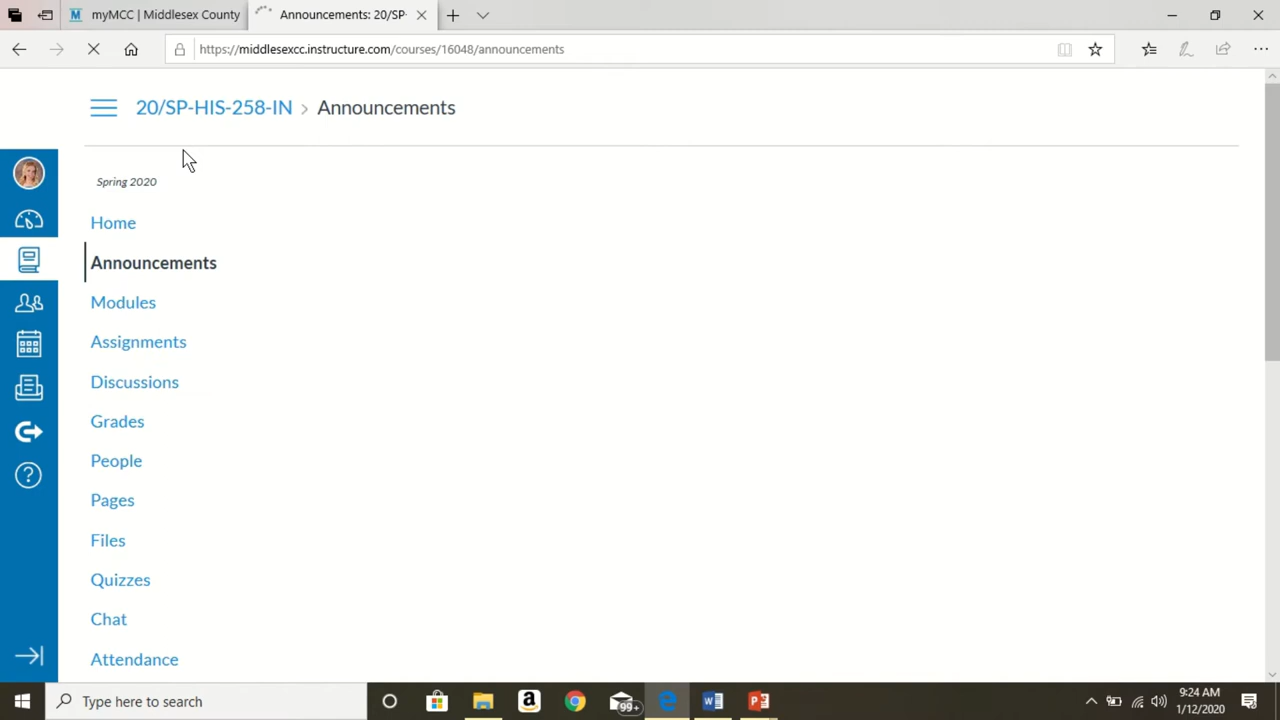 myMCC | Middlesex County
Announcements: 20/SP-
https://middlesexcc.instructure.com/courses/16048/announcements
20/SP-HIS-258-IN > Announcements
Spring 2020
Home
Announcements
Modules
Assignments
Discussions
Grades
People
Pages
Files
Quizzes
Chat
Attendance
Type here to search
99+
9:24 AM
1/12/2020